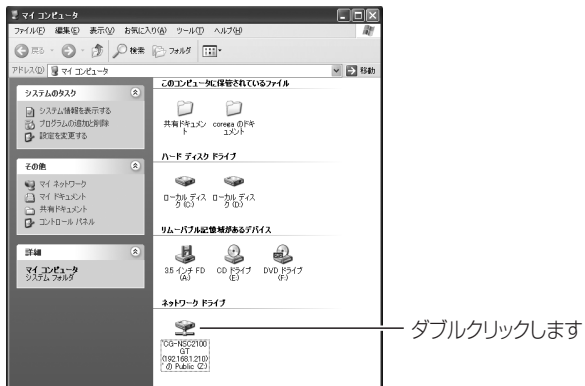 マイ コンピュータ
ファイル(F) 編集(E) 表示(V) お気に入り(A) ツール(T) ヘルプ(H)
戻る 検索 フォルダ
アドレス(D) マイ コンピュータ 移動
システムのタスク
システム情報を表示する
プログラムの追加と削除
設定を変更する
その他
マイ ネットワーク
マイ ドキュメント
共有ドキュメント
コントロール パネル
詳細
マイ コンピュータ
システム フォルダ
このコンピュータに保管されているファイル
共有ドキュメン
ト
corega のドキ
ュメント
ハード ディスク ドライブ
ローカル ディス
ク (C:)
ローカル ディス
ク (D:)
リムーバブル記憶域があるデバイス
3.5 インチ FD
(A:)
CD ドライブ
(E:)
DVD ドライブ
(F:)
ネットワーク ドライブ
'CG-NSC2100
GT
(192.168.1.210)
' の Public (Z:)
ダブルクリックします